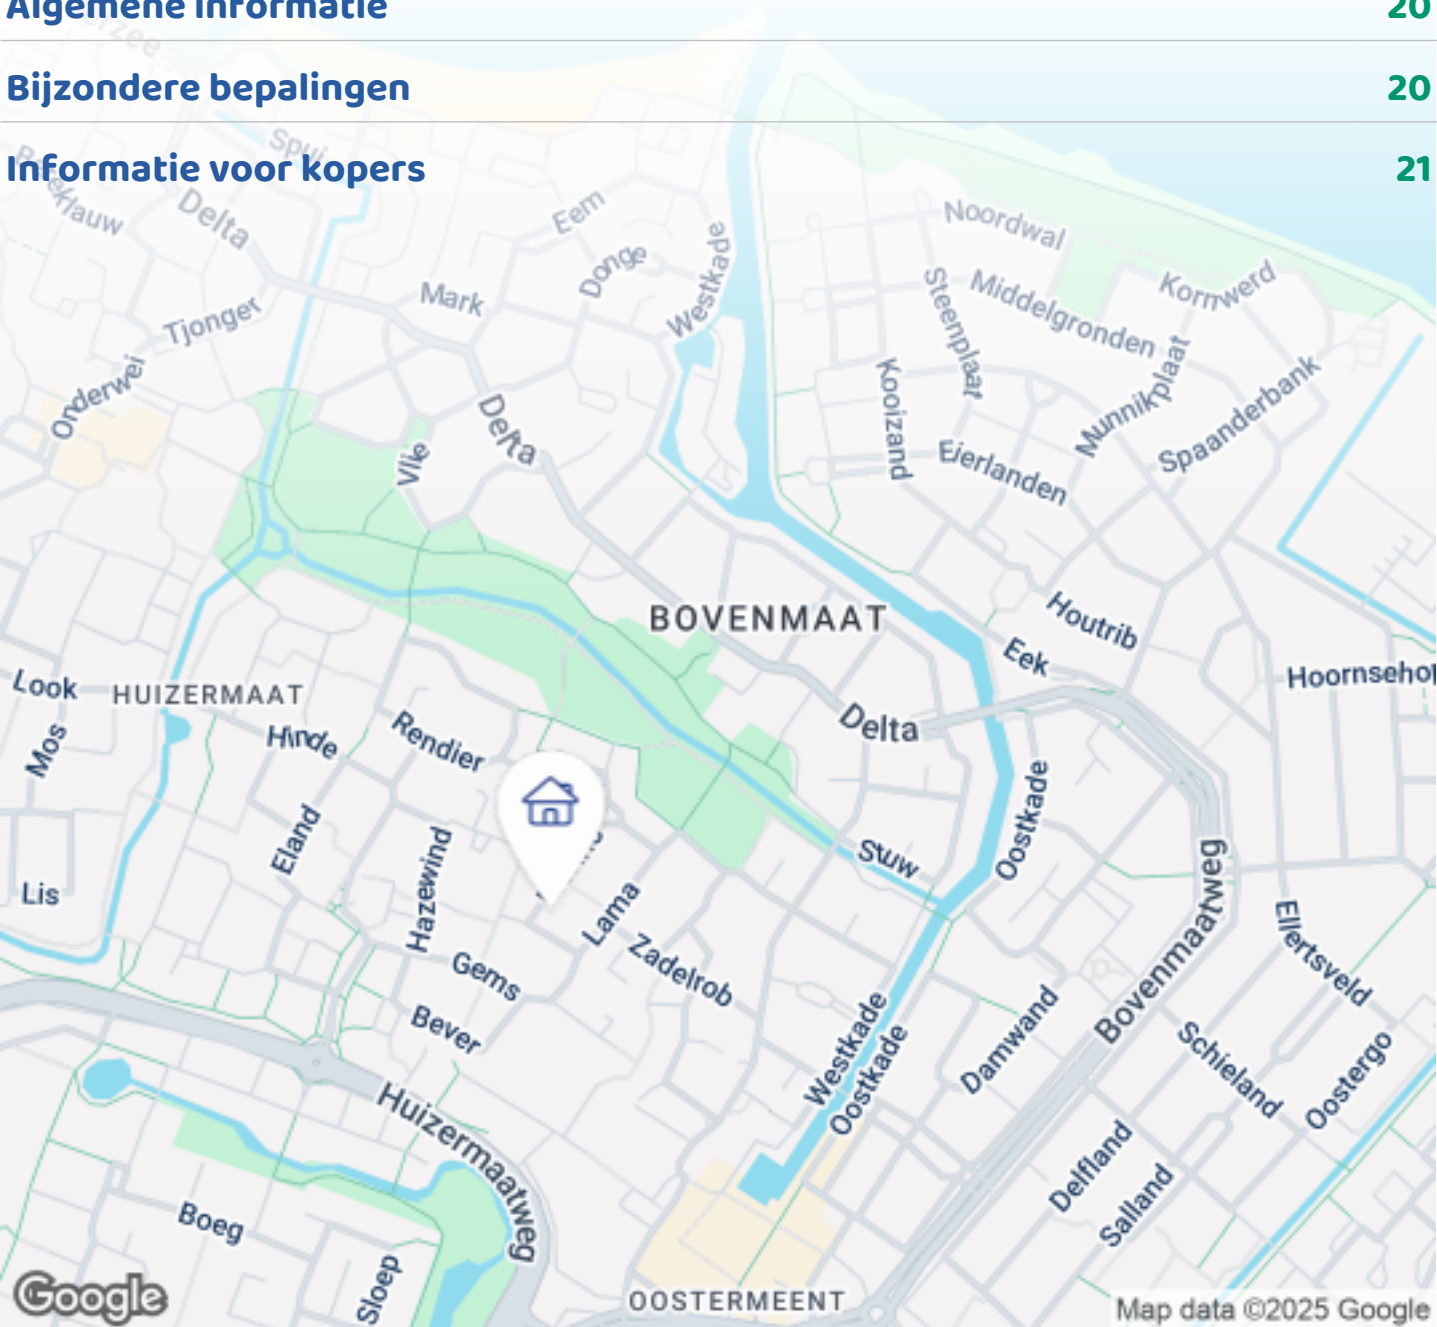 Algemene informatie 20
Bijzondere bepalingen 20
Informatie voor kopers 21
Spui
Delta
Eem
Donge
Westkade
Mark
Tjonger
Onderwei
Delta
Vlie
Noordwal
Middelgronden
Kornwerd
Steenplaat
Kooizand
Munnikplaat
Spaanderbank
Eierlanden
BOVENMAAT
Houtrib
Eek
Hoornsehop
Look
HUIZERMAAT
Mos
Hinde
Rendier
Delta
Oostkade
Eland
Hazewind
Stuw
Lis
Lama
Zadelrob
Gems
Bever
Bovenmaatweg
Ellertsveld
Westkade
Oostkade
Damwand
Schieland
Oostergo
Huizermaatweg
Delfland
Salland
Boeg
Sloep
OOSTERMEENT
Google
Map data ©2025 Google